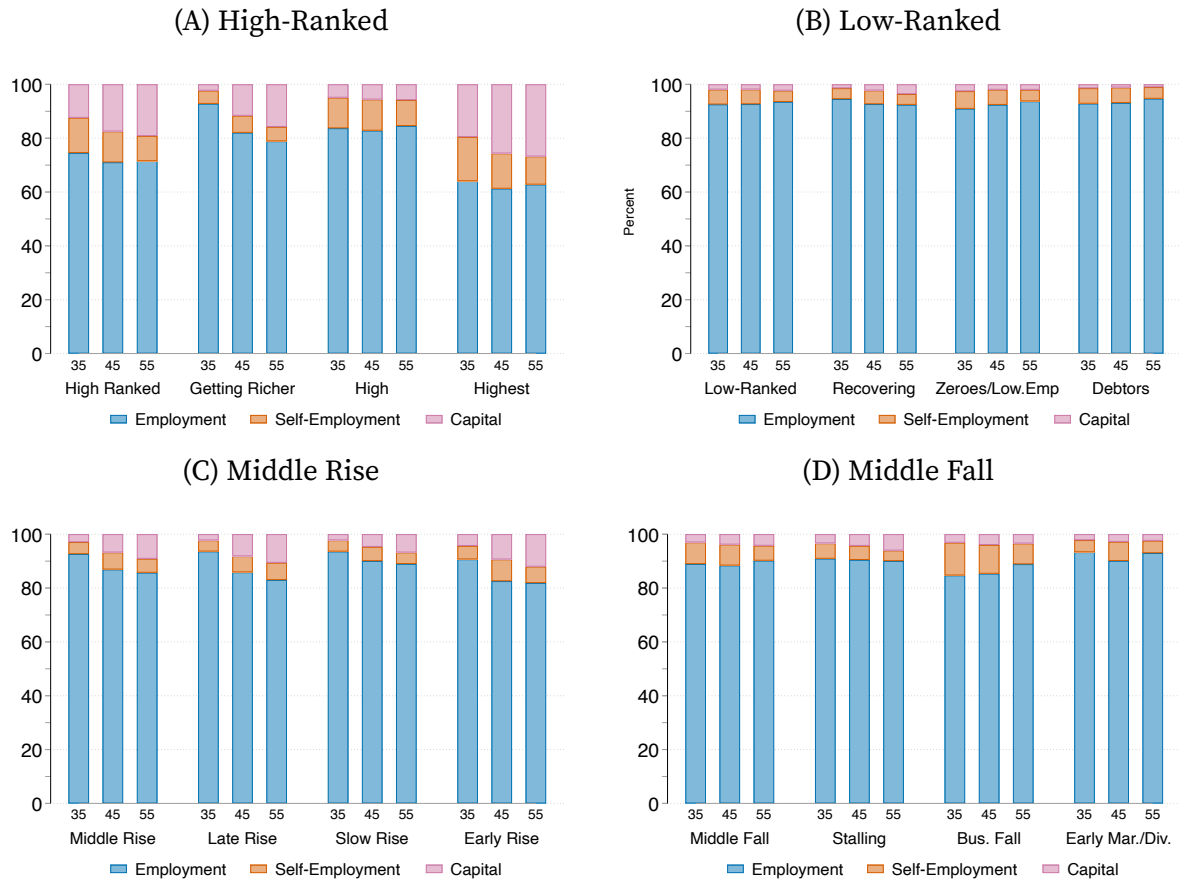 (A) High-Ranked
100
80
60
40
20
0
35 45 55 35 45 55 35 45 55 35 45 55
High Ranked Getting Richer High Highest
Employment Self-Employment Capital
(B) Low-Ranked
Percent
100
80
60
40
20
0
35 45 55 35 45 55 35 45 55 35 45 55
Low-Ranked Recovering Zeroes/Low.Emp Debtors
Employment Self-Employment Capital
(C) Middle Rise
100
80
60
40
20
0
35 45 55 35 45 55 35 45 55 35 45 55
Middle Rise Late Rise Slow Rise Early Rise
Employment Self-Employment Capital
(D) Middle Fall
100
80
60
40
20
0
35 45 55 35 45 55 35 45 55 35 45 55
Middle Fall Stalling Bus. Fall Early Mar./Div.
Employment Self-Employment Capital